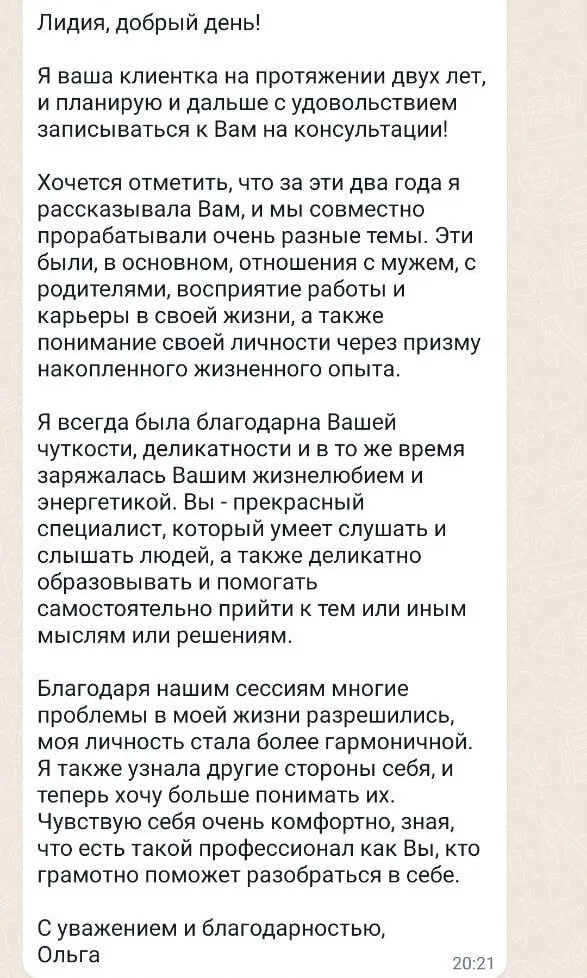 Лидия, добрый день!
Я ваша клиентка на протяжении двух лет,
и планирую и дальше с удовольствием
записываться к Вам на консультации!
Хочется отметить, что за эти два года я
рассказывала Вам, и мы совместно
прорабатывали очень разные темы. Эти
были, в основном, отношения с мужем, с
родителями, восприятие работы и
карьеры в своей жизни, а также
понимание своей личности через призму
накопленного жизненного опыта.
Я всегда была благодарна Вашей
чуткости, деликатности и в то же время
заряжалась Вашим жизнелюбием и
энергетикой. Вы - прекрасный
специалист, который умеет слушать и
слышать людей, а также деликатно
образовывать и помогать
самостоятельно прийти к тем или иным
мыслям или решениям.
Благодаря нашим сессиям многие
проблемы в моей жизни разрешились,
моя личность стала более гармоничной.
Я также узнала другие стороны себя, и
теперь хочу больше понимать их.
Чувствую себя очень комфортно, зная,
что есть такой профессионал как Вы, кто
грамотно поможет разобраться в себе.
С уважением и благодарностью,
Ольга
20:21